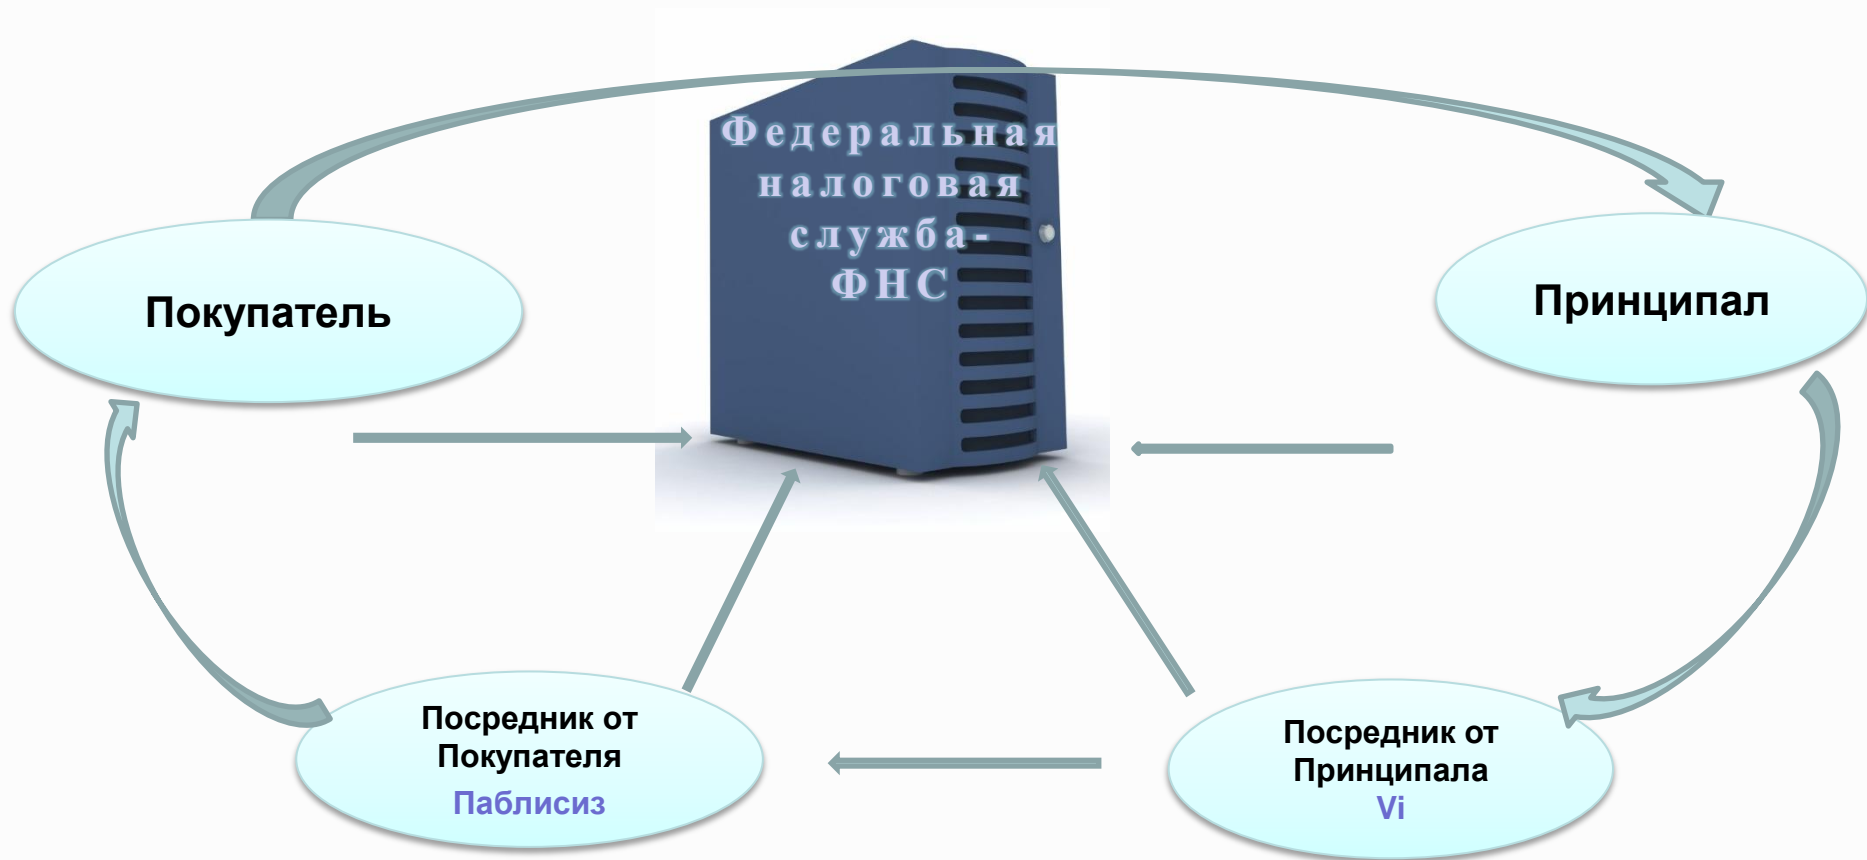 Федеральная
налоговая
служба-
ФНС
Покупатель
Принципал
Посредник от
Покупателя
Паблисиз
Посредник от
Принципала
Vi